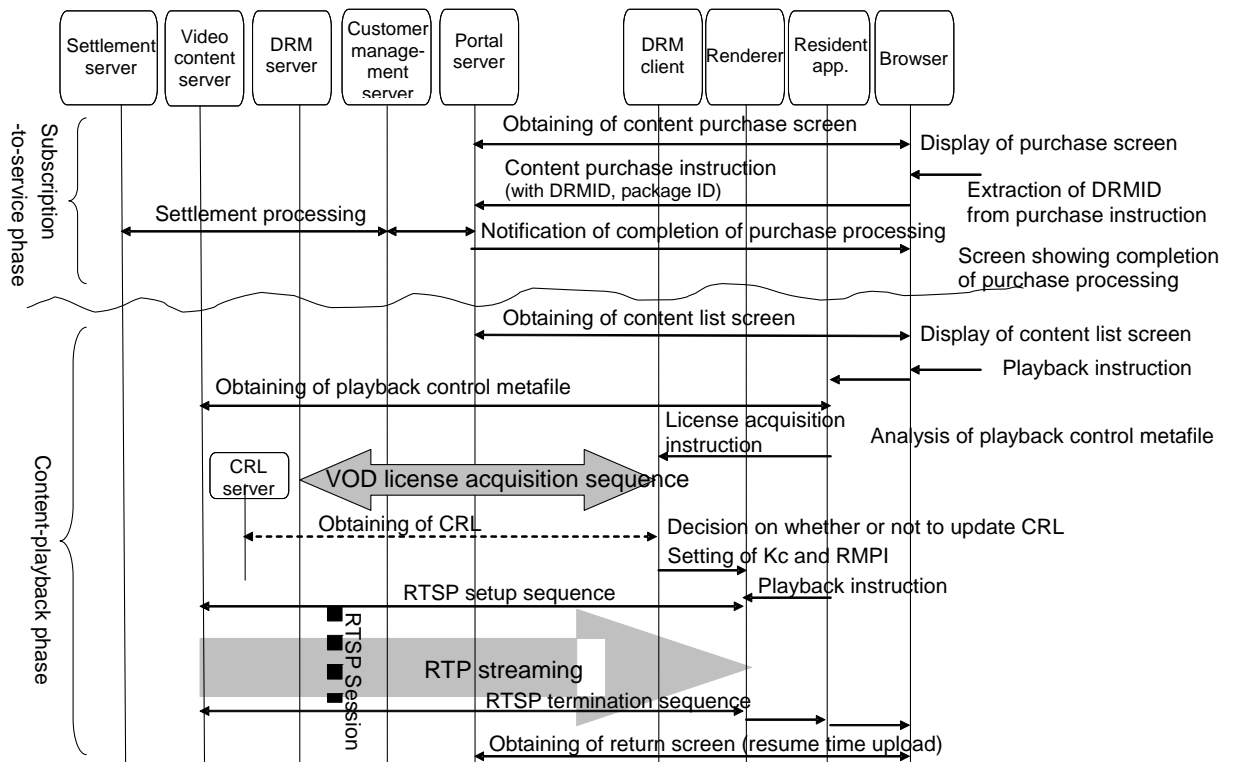 Settlement
server
Video
content
server
DRM
server
Customer
manage-
ment
server
Portal
server
DRM
client
Renderer
Resident
app.
Browser
Subscription
-to-service phase
Obtaining of content purchase screen
Display of purchase screen
Content purchase instruction
(with DRMID, package ID)
Extraction of DRMID
from purchase instruction
Settlement processing
Notification of completion of purchase processing
Screen showing completion
of purchase processing
Content-playback phase
Obtaining of content list screen
Display of content list screen
Playback instruction
Obtaining of playback control metafile
License acquisition
instruction
Analysis of playback control metafile
CRL
server
VOD license acquisition sequence
Obtaining of CRL
Decision on whether or not to update CRL
Setting of Kc and RMPI
Playback instruction
RTSP setup sequence
RTSP Session
RTP streaming
RTSP termination sequence
Obtaining of return screen (resume time upload)